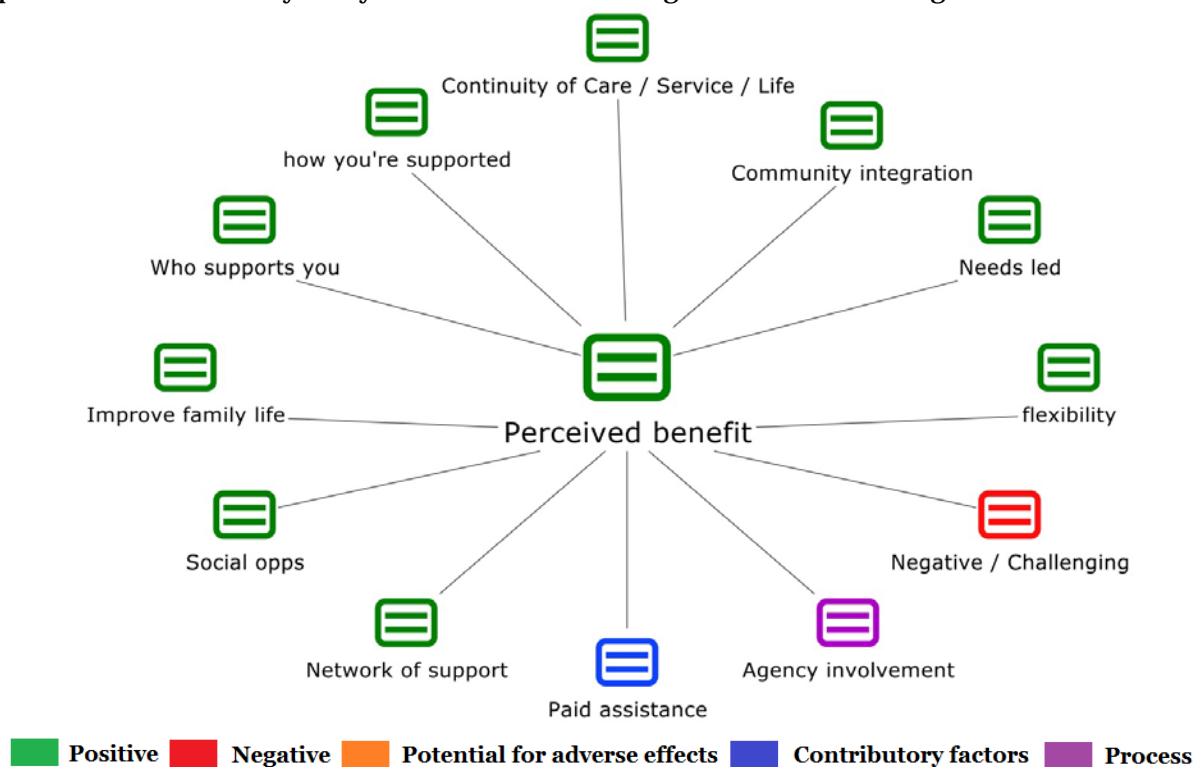 Continuity of Care / Service / Life
how you're supported
Community integration
Who supports you
Needs led
Improve family life
flexibility
Perceived benefit
Social opps
Negative / Challenging
Network of support
Agency involvement
Paid assistance
Positive Negative Potential for adverse effects Contributory factors Process